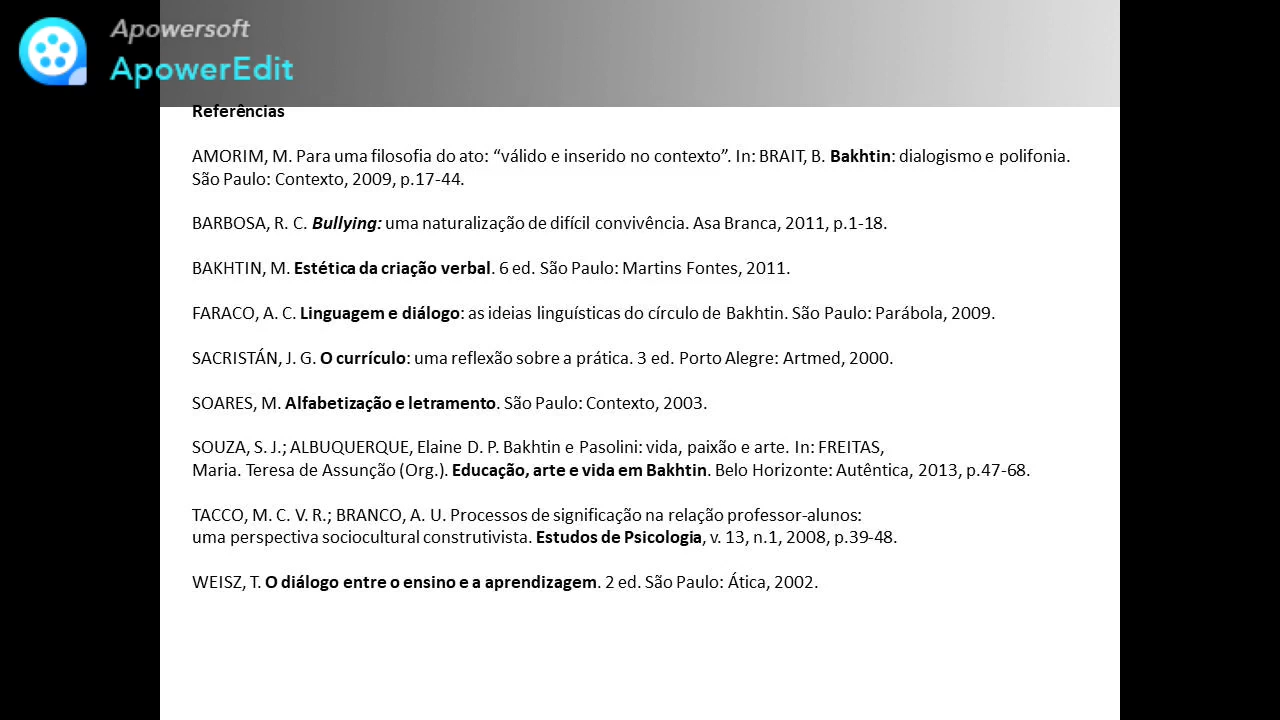 Apowersoft
ApowerEdit
Referências
AMORIM, M. Para uma filosofia do ato: “válido e inserido no contexto”. In: BRAIT, B. Bakhtin: dialogismo e polifonia.
São Paulo: Contexto, 2009, p.17-44.
BARBOSA, R. C. Bullying: uma naturalização de difícil convivência. Asa Branca, 2011, p.1-18.
BAKHTIN, M. Estética da criação verbal. 6 ed. São Paulo: Martins Fontes, 2011.
FARACO, A. C. Linguagem e diálogo: as ideias linguísticas do círculo de Bakhtin. São Paulo: Parábola, 2009.
SACRISTÁN, J. G. O currículo: uma reflexão sobre a prática. 3 ed. Porto Alegre: Artmed, 2000.
SOARES, M. Alfabetização e letramento. São Paulo: Contexto, 2003.
SOUZA, S. J.; ALBUQUERQUE, Elaine D. P. Bakhtin e Pasolini: vida, paixão e arte. In: FREITAS,
Maria. Teresa de Assunção (Org.). Educação, arte e vida em Bakhtin. Belo Horizonte: Autêntica, 2013, p.47-68.
TACCO, M. C. V. R.; BRANCO, A. U. Processos de significação na relação professor-alunos:
uma perspectiva sociocultural construtivista. Estudos de Psicologia, v. 13, n.1, 2008, p.39-48.
WEISZ, T. O diálogo entre o ensino e a aprendizagem. 2 ed. São Paulo: Ática, 2002.